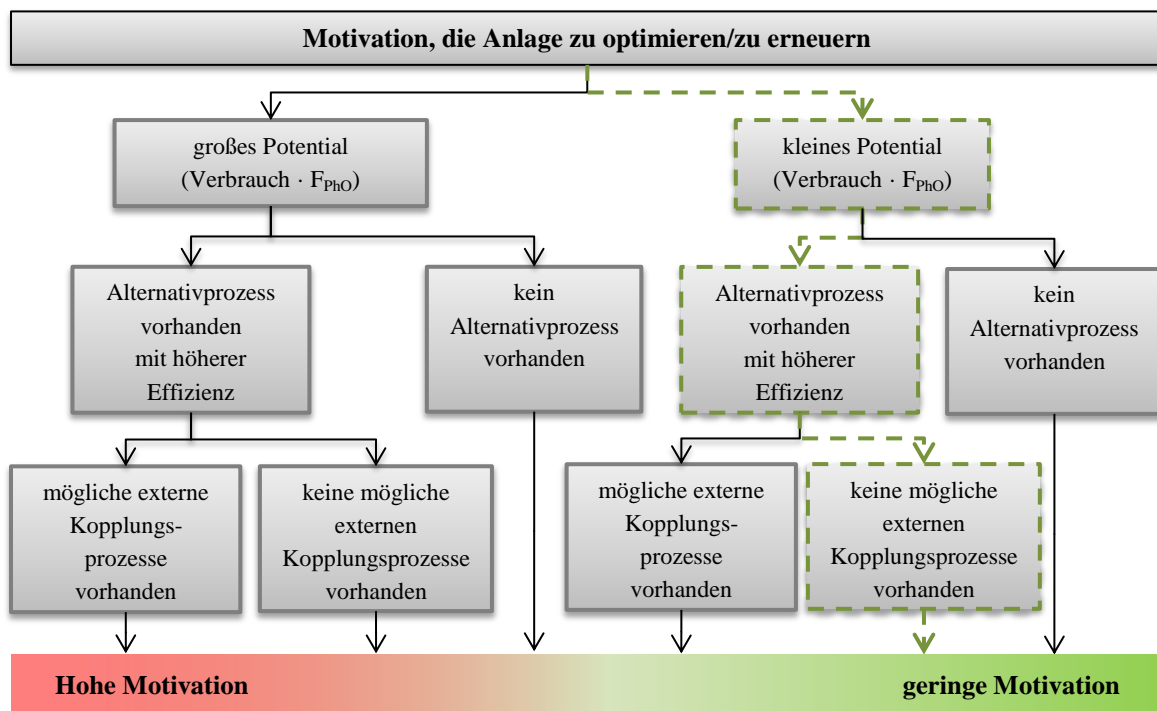 Motivation, die Anlage zu optimieren/zu erneuern
großes Potential
(Verbrauch · F_PhO)
kleines Potential
(Verbrauch · F_PhO)
Alternativprozess
vorhanden
mit höherer
Effizienz
kein
Alternativprozess
vorhanden
Alternativprozess
vorhanden
mit höherer
Effizienz
kein
Alternativprozess
vorhanden
mögliche externe
Kopplungs-
prozesse
vorhanden
keine mögliche
externen
Kopplungsprozesse
vorhanden
mögliche externe
Kopplungs-
prozesse
vorhanden
keine mögliche
externen
Kopplungsprozesse
vorhanden
Hohe Motivation
geringe Motivation